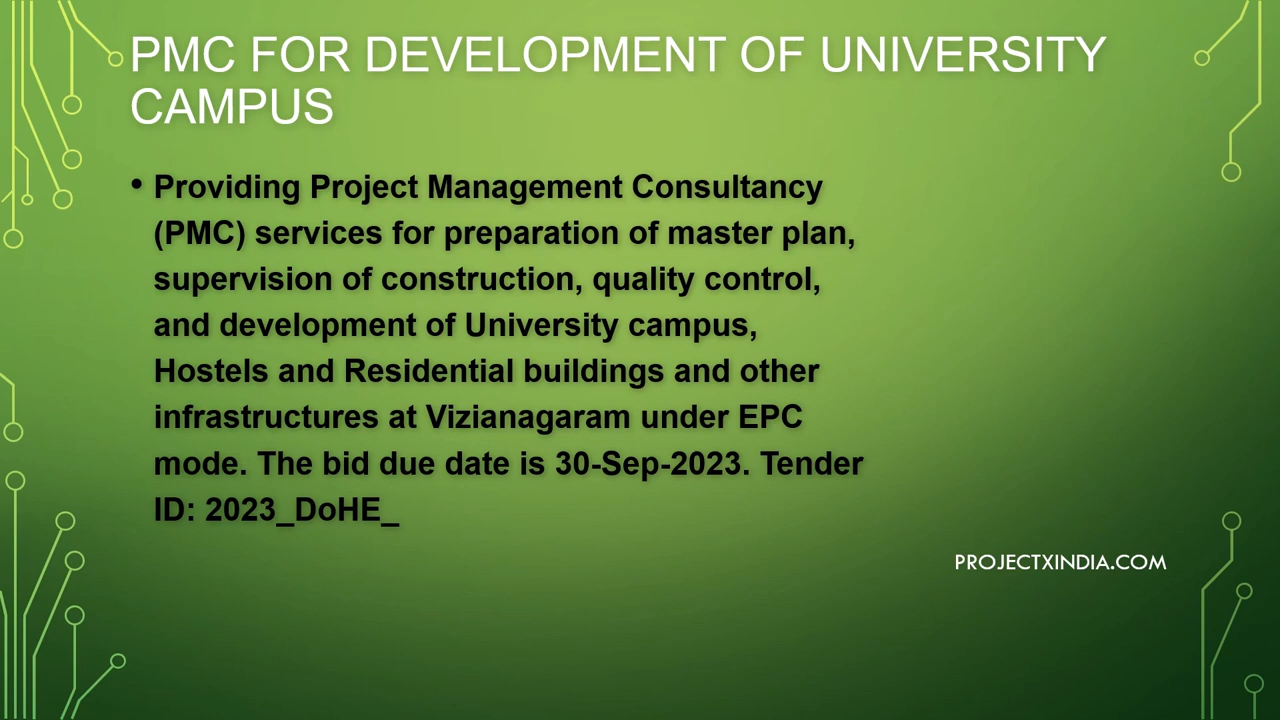 PMC FOR DEVELOPMENT OF UNIVERSITY
CAMPUS
• Providing Project Management Consultancy
(PMC) services for preparation of master plan,
supervision of construction, quality control,
and development of University campus,
Hostels and Residential buildings and other
infrastructures at Vizianagaram under EPC
mode. The bid due date is 30-Sep-2023. Tender
ID: 2023_DoHE_
PROJECTXINDIA.COM